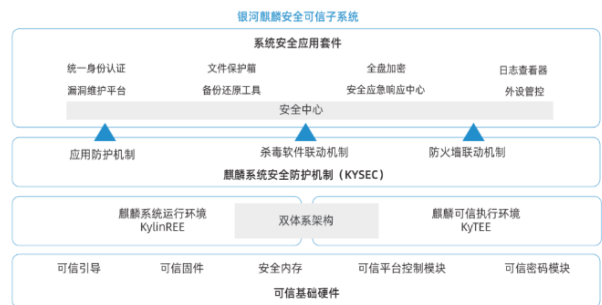 银河麒麟安全可信子系统
系统安全应用套件
统一身份认证 文件保护箱 全盘加密 日志查看器
漏洞维护平台 备份还原工具 安全应急响应中心 外设管控
安全中心
应用防护机制 杀毒软件联动机制 防火墙联动机制
麒麟系统安全防护机制（KYSEC）
麒麟系统运行环境 双体系架构 麒麟可信执行环境
KylinREE KyTEE
可信引导 可信固件 安全内存 可信平台控制模块 可信密码模块
可信基础硬件